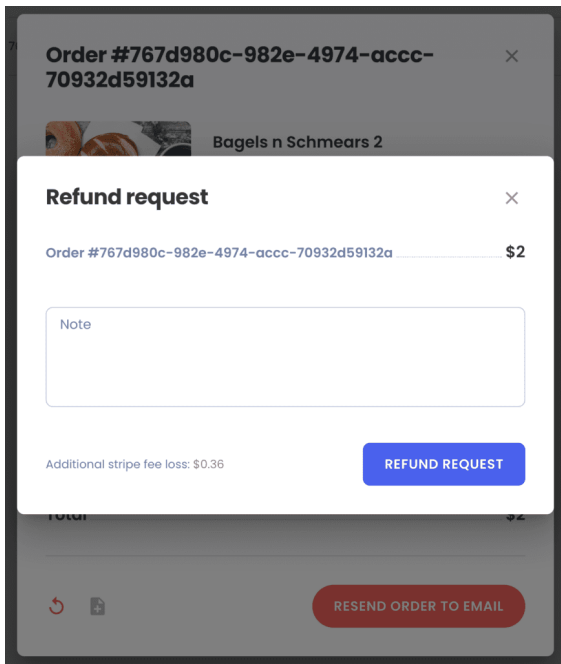 Order #767d980c-982e-4974-accc-
70932d59132a
Bagels n Schmears 2
Refund request
Order #767d980c-982e-4974-accc-70932d59132a $2
Note
Additional stripe fee loss: $0.36 REFUND REQUEST
Total $2
RESEND ORDER TO EMAIL